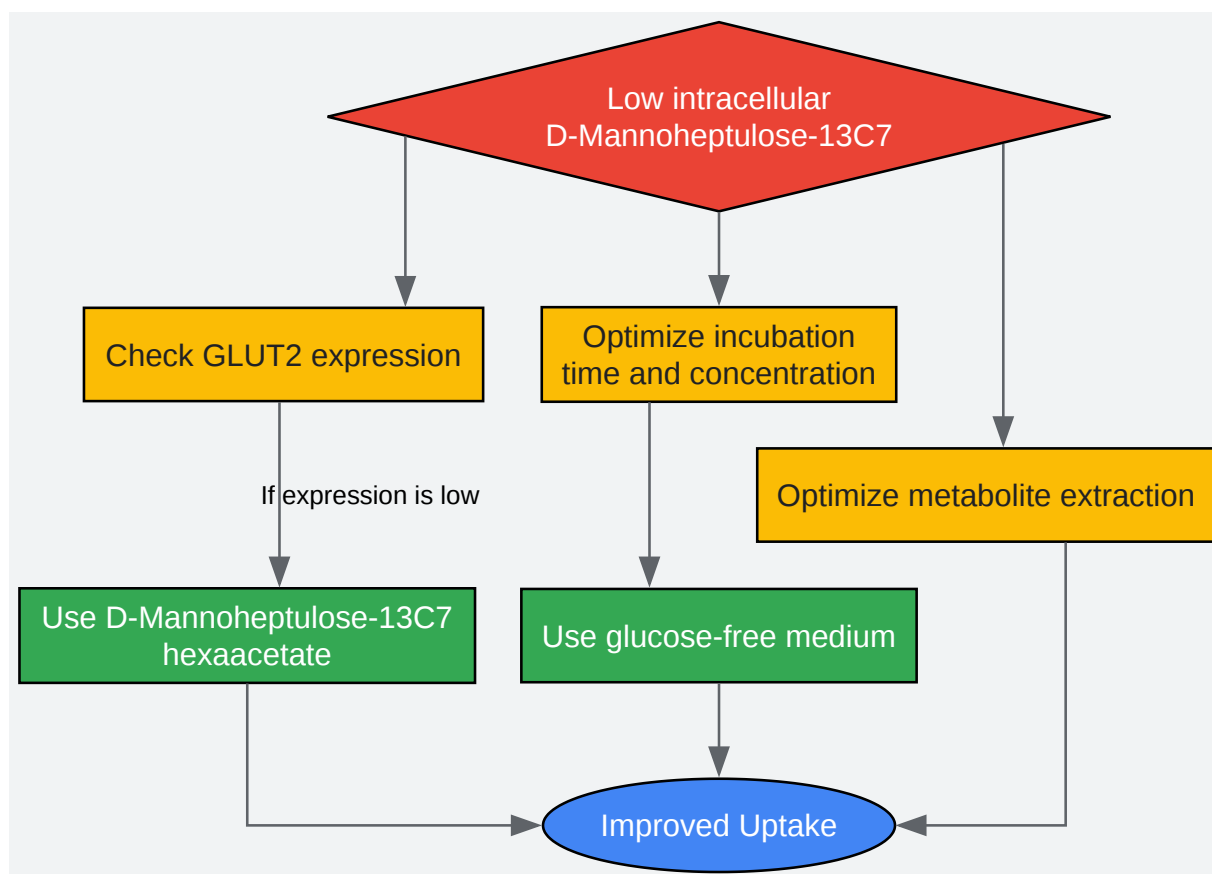 Low intracellular
D-Mannoheptulose-13C7
Check GLUT2 expression
Optimize incubation
time and concentration
Optimize metabolite extraction
If expression is low
Use D-Mannoheptulose-13C7
hexaacetate
Use glucose-free medium
Improved Uptake